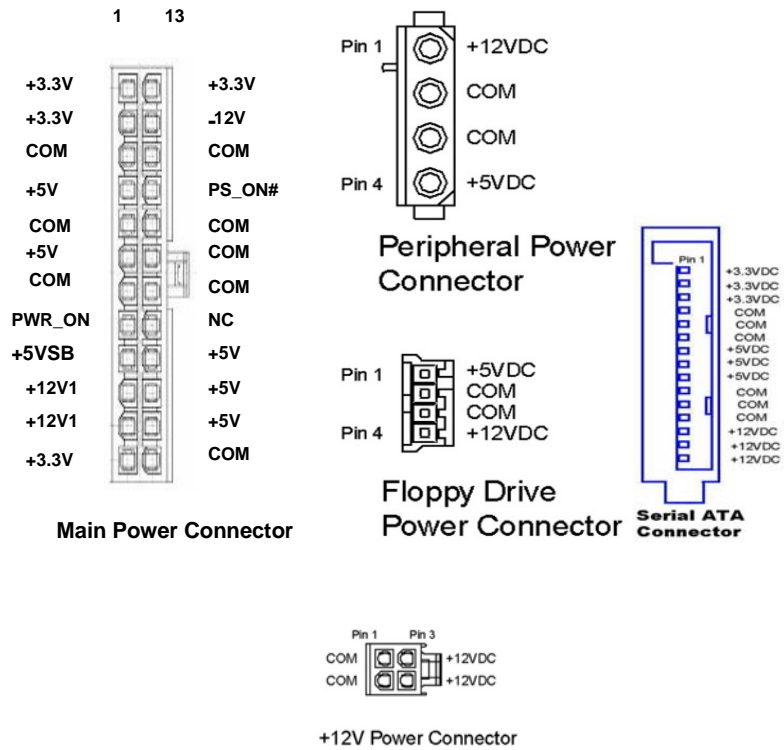 1 13
+3.3V +3.3V
+3.3V -12V
COM COM
+5V PS_ON#
COM COM
+5V COM
COM COM
PWR_ON NC
+5VSB +5V
+12V1 +5V
+12V1 +5V
+3.3V COM
Main Power Connector
Pin 1 +12VDC
COM
COM
Pin 4 +5VDC
Peripheral Power
Connector
Pin 1 +5VDC
COM
COM
Pin 4 +12VDC
Floppy Drive
Power Connector
Pin 1
+3.3VDC
+3.3VDC
+3.3VDC
COM
COM
COM
+5VDC
+5VDC
+5VDC
COM
COM
COM
+12VDC
+12VDC
+12VDC
Serial ATA
Connector
Pin 1 Pin 3
COM +12VDC
COM +12VDC
+12V Power Connector